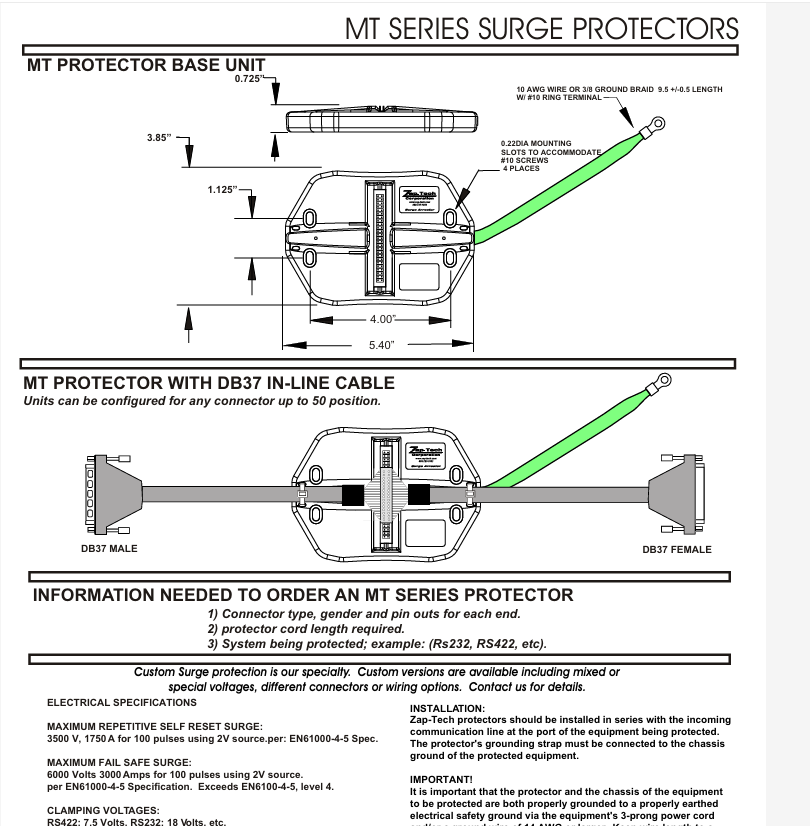 MT SERIES SURGE PROTECTORS
MT PROTECTOR BASE UNIT
0.725"
10 AWG WIRE OR 3/8 GROUND BRAID 9.5 +/-0.5 LENGTH
W/ #10 RING TERMINAL
3.85"
0.22DIA MOUNTING
SLOTS TO ACCOMMODATE
#10 SCREWS
4 PLACES
1.125"
Zap-Tech
Corporation
Surge Arrestor
4.00"
5.40"
MT PROTECTOR WITH DB37 IN-LINE CABLE
Units can be configured for any connector up to 50 position.
Zap-Tech
Corporation
Surge Arrestor
DB37 MALE
DB37 FEMALE
INFORMATION NEEDED TO ORDER AN MT SERIES PROTECTOR
1) Connector type, gender and pin outs for each end.
2) protector cord length required.
3) System being protected; example: (Rs232, RS422, etc).
Custom Surge protection is our specialty. Custom versions are available including mixed or
special voltages, different connectors or wiring options. Contact us for details.
ELECTRICAL SPECIFICATIONS
MAXIMUM REPETITIVE SELF RESET SURGE:
3500 V, 1750 A for 100 pulses using 2V source.per: EN61000-4-5 Spec.
MAXIMUM FAIL SAFE SURGE:
6000 Volts 3000 Amps for 100 pulses using 2V source.
per EN61000-4-5 Specification. Exceeds EN6100-4-5, level 4.
CLAMPING VOLTAGES:
RS422: 7.5 Volts, RS232: 18 Volts, etc.
INSTALLATION:
Zap-Tech protectors should be installed in series with the incoming
communication line at the port of the equipment being protected.
The protector's grounding strap must be connected to the chassis
ground of the protected equipment.
IMPORTANT!
It is important that the protector and the chassis of the equipment
to be protected are both properly grounded to a properly earthed
electrical safety ground via the equipment's 3-prong power cord